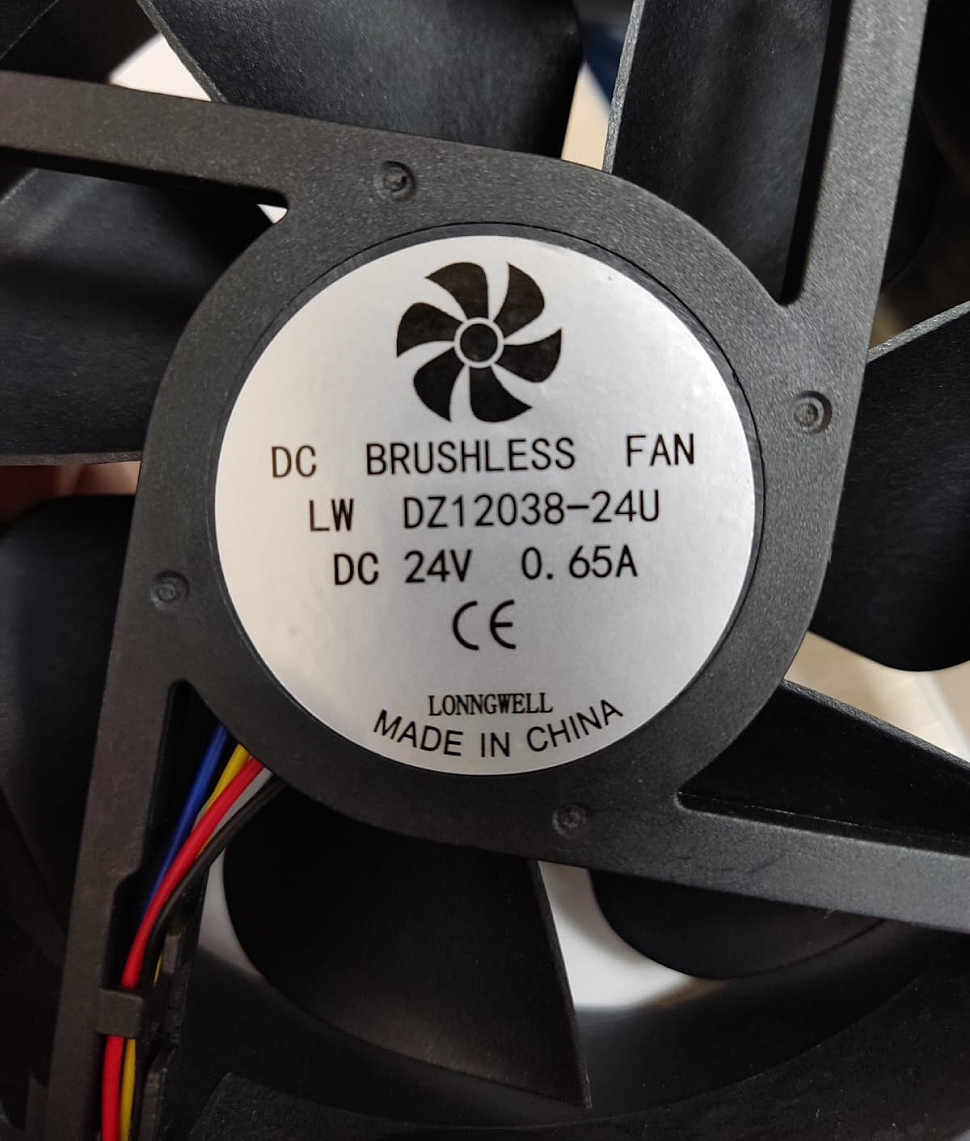 DC BRUSHLESS FAN
LW DZ12038-24U
DC 24V 0.65A
CE
LONNGWELL
MADE IN CHINA